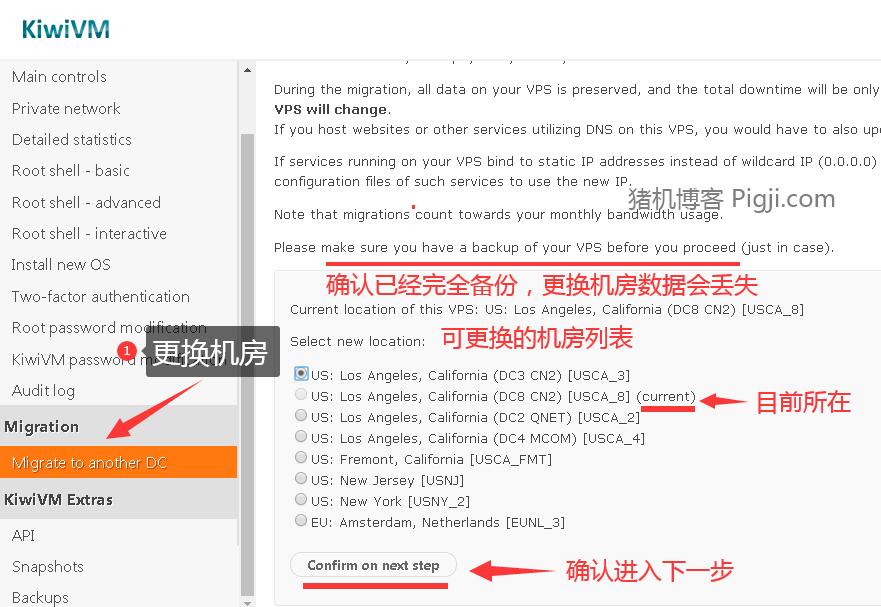 KiwiVM
Main controls
Private network
Detailed statistics
Root shell - basic
Root shell - advanced
Root shell - interactive
Install new OS
Two-factor authentication
Root password modification
KiwiVM password
1
更换机房
Audit log
Migration
Migrate to another DC
KiwiVM Extras
API
Snapshots
Backups
During the migration, all data on your VPS is preserved, and the total downtime will be only
VPS will change.
If you host websites or other services utilizing DNS on this VPS, you would have to also
If services running on your VPS bind to static IP addresses instead of wildcard IP (0.0.0.0)
configuration files of such services to use the new IP.
猪机博客 Pigji.com
Note that migrations count towards your monthly bandwidth usage.
Please make sure you have a backup of your VPS before you proceed (just in case).
确认已经完全备份，更换机房数据会丢失
Current location of this VPS: US: Los Angeles, California (DC8 CN2) [USCA_8]
Select new location: 可更换的机房列表
US: Los Angeles, California (DC3 CN2) [USCA_3]
US: Los Angeles, California (DC8 CN2) [USCA_8] (current) 目前所在
US: Los Angeles, California (DC2 QNET) [USCA_2]
US: Los Angeles, California (DC4 MCOM) [USCA_4]
US: Fremont, California [USCA_FMT]
US: New Jersey [USNJ]
US: New York [USNY_2]
EU: Amsterdam, Netherlands [EUNL_3]
Confirm on next step 确认进入下一步